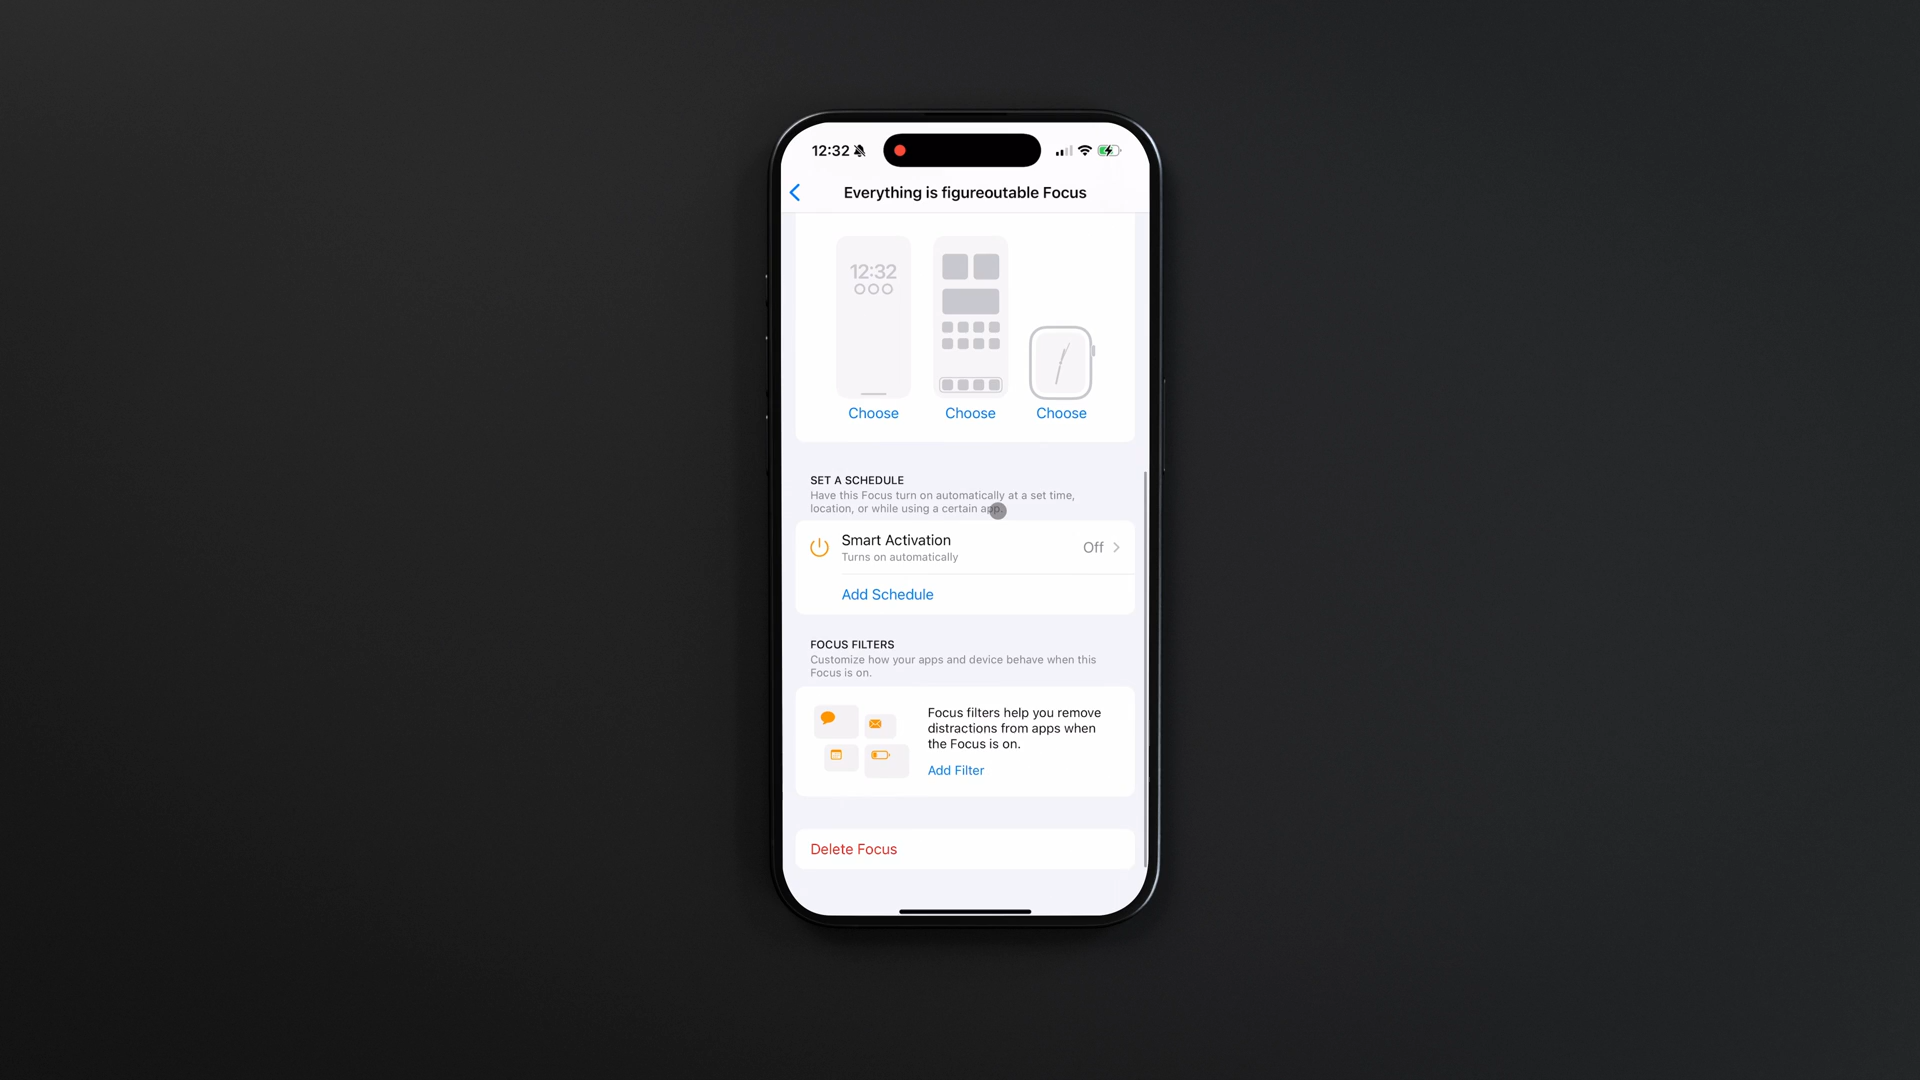 12:32
Everything is figureoutable Focus
12:32
Choose
Choose
Choose
SET A SCHEDULE
Have this Focus turn on automatically at a set time,
location, or while using a certain app.
Smart Activation
Off
Turns on automatically
Add Schedule
FOCUS FILTERS
Customize how your apps and device behave when this
Focus is on.
Focus filters help you remove
distractions from apps when
the Focus is on.
Add Filter
Delete Focus